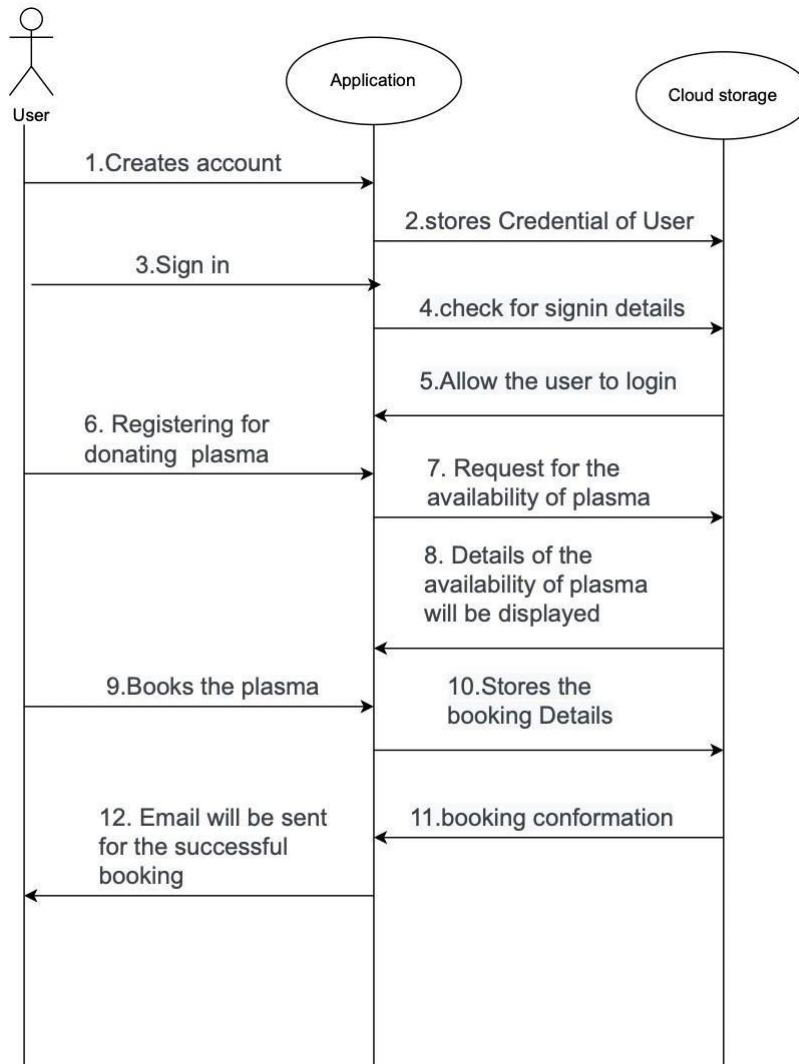 User
Application
Cloud storage
1.Creates account
2.stores Credential of User
3.Sign in
4.check for signin details
5.Allow the user to login
6. Registering for
donating plasma
7. Request for the
availability of plasma
8. Details of the
availability of plasma
will be displayed
9.Books the plasma
10.Stores the
booking Details
11.booking conformation
12. Email will be sent
for the successful
booking